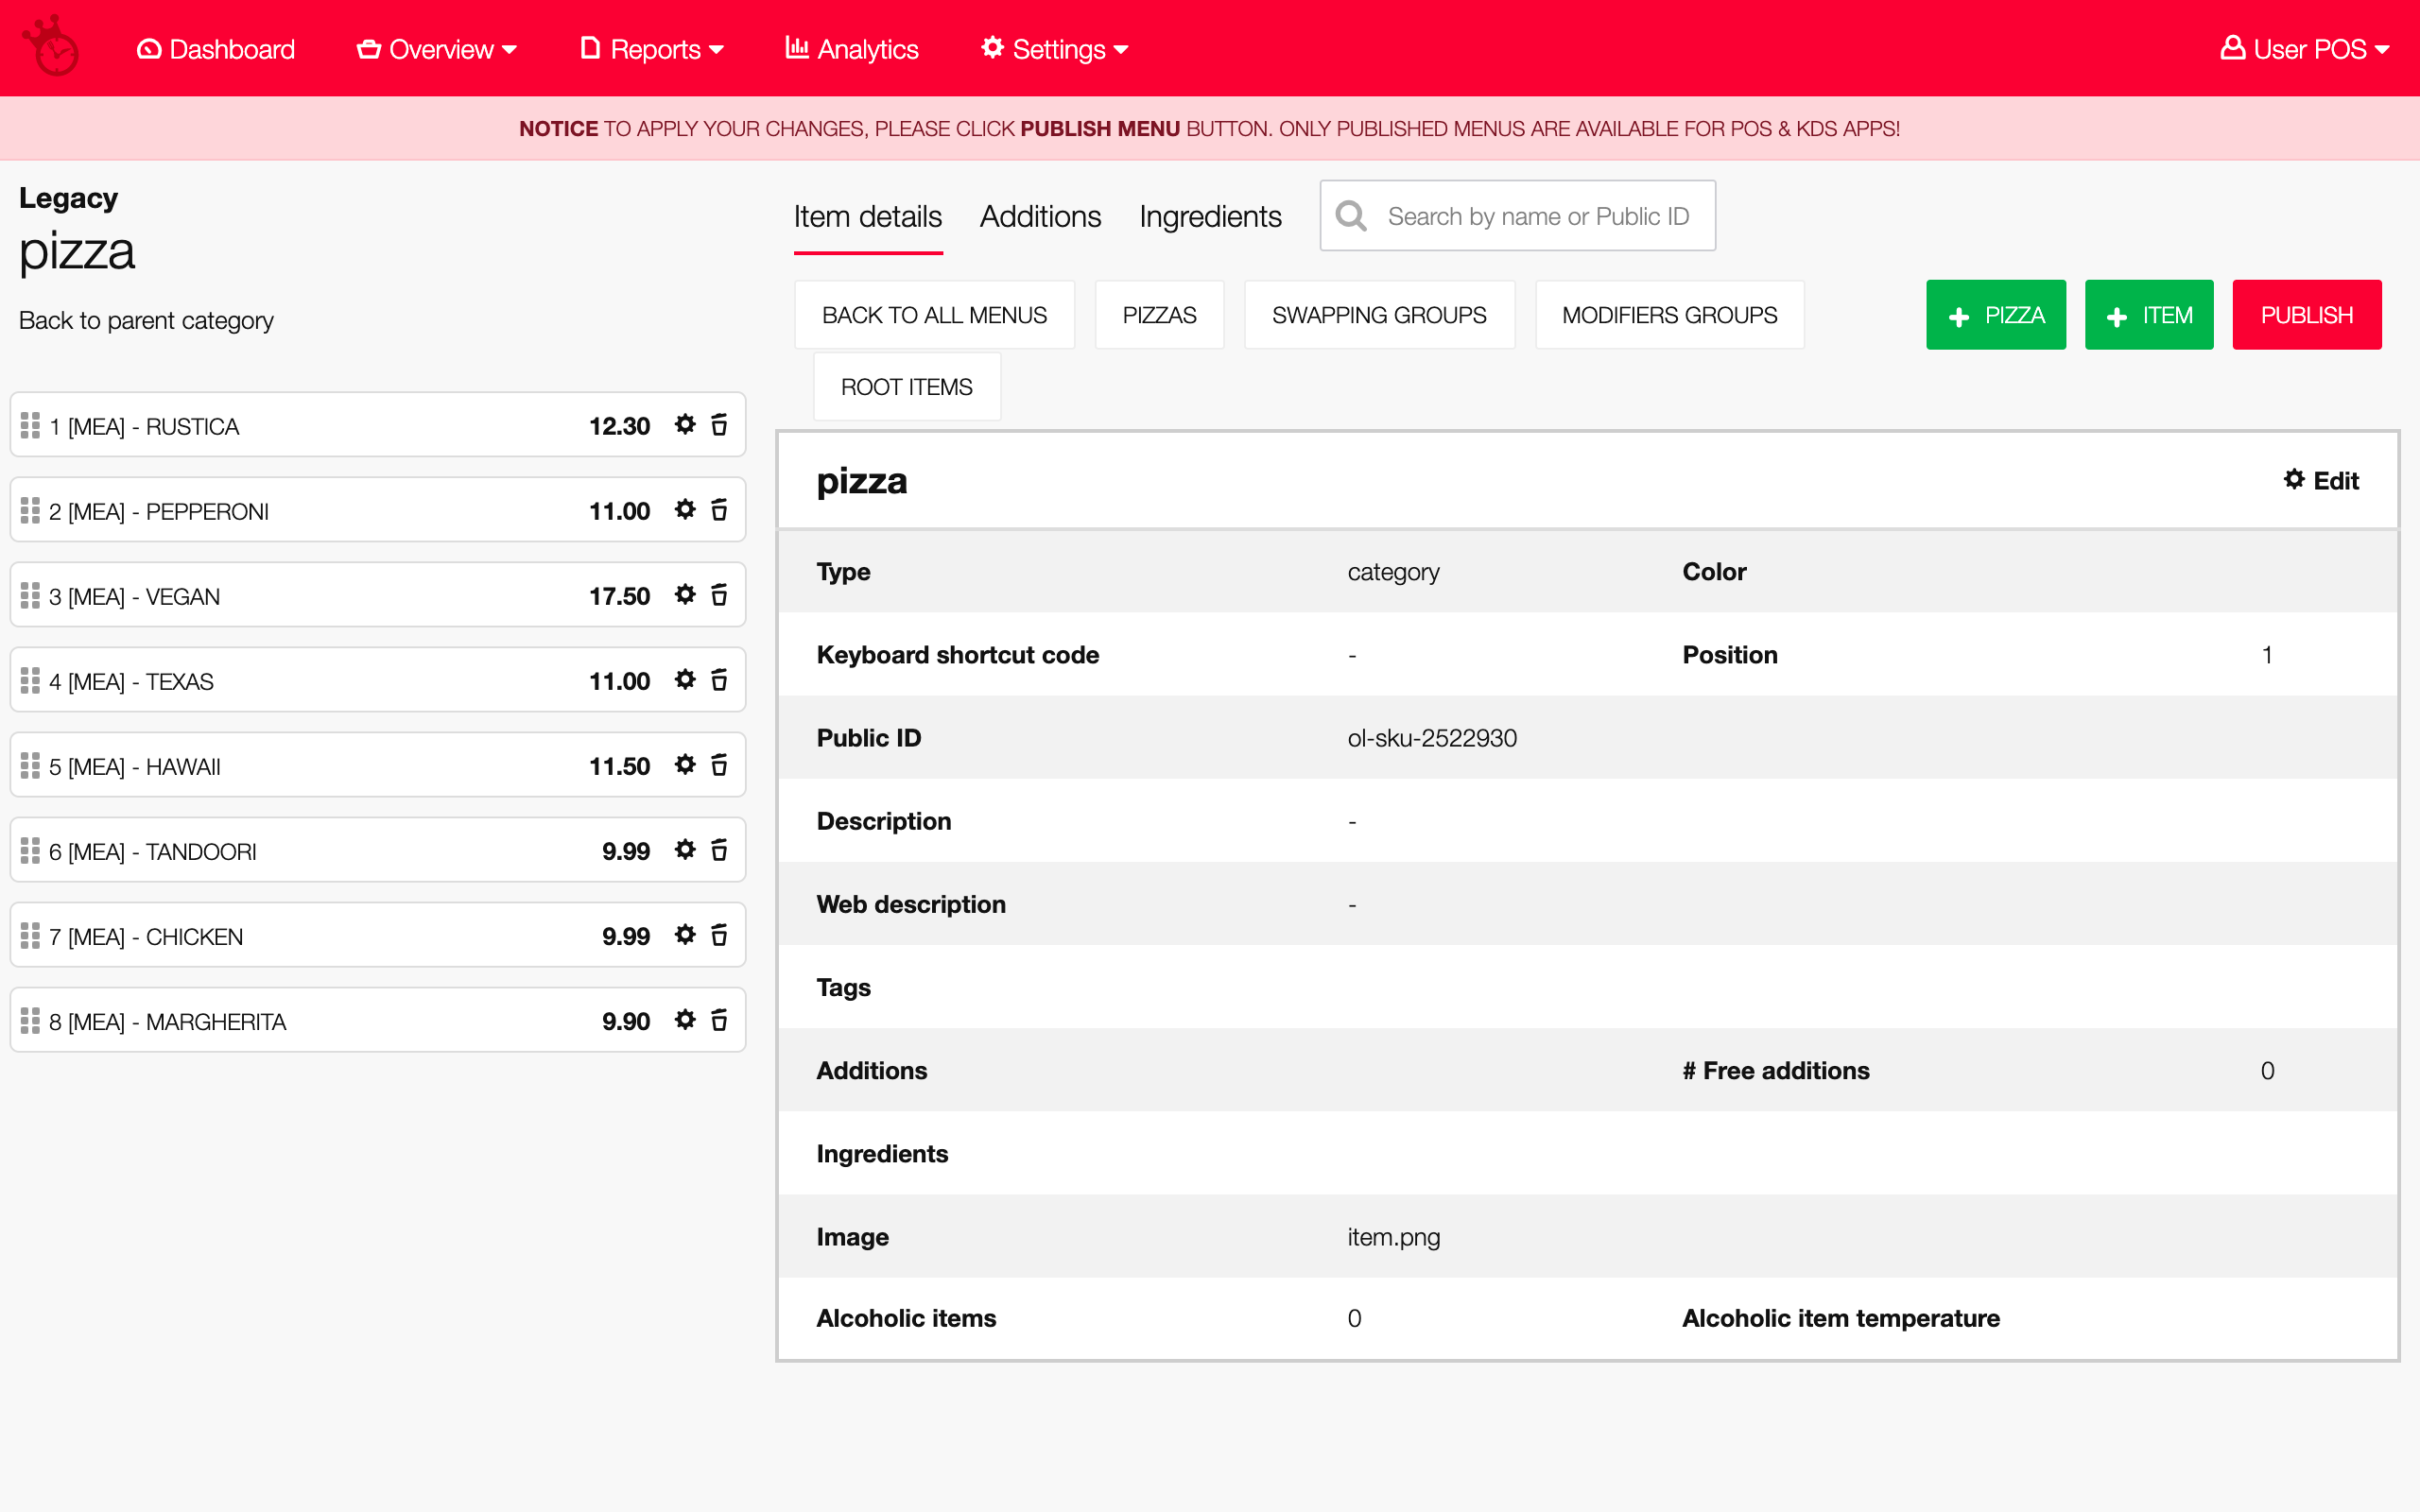 Dashboard Overview Reports Analytics Settings User POS
NOTICE TO APPLY YOUR CHANGES, PLEASE CLICK PUBLISH MENU BUTTON. ONLY PUBLISHED MENUS ARE AVAILABLE FOR POS & KDS APPS!
Legacy
pizza
Back to parent category
1 [MEA] - RUSTICA 12.30
2 [MEA] - PEPPERONI 11.00
3 [MEA] - VEGAN 17.50
4 [MEA] - TEXAS 11.00
5 [MEA] - HAWAII 11.50
6 [MEA] - TANDOORI 9.99
7 [MEA] - CHICKEN 9.99
8 [MEA] - MARGHERITA 9.90
Item details Additions Ingredients Search by name or Public ID
BACK TO ALL MENUS PIZZAS SWAPPING GROUPS MODIFIERS GROUPS + PIZZA + ITEM PUBLISH
ROOT ITEMS
pizza Edit
Type category Color
Keyboard shortcut code - Position 1
Public ID ol-sku-2522930
Description -
Web description -
Tags
Additions # Free additions 0
Ingredients
Image item.png
Alcoholic items 0 Alcoholic item temperature